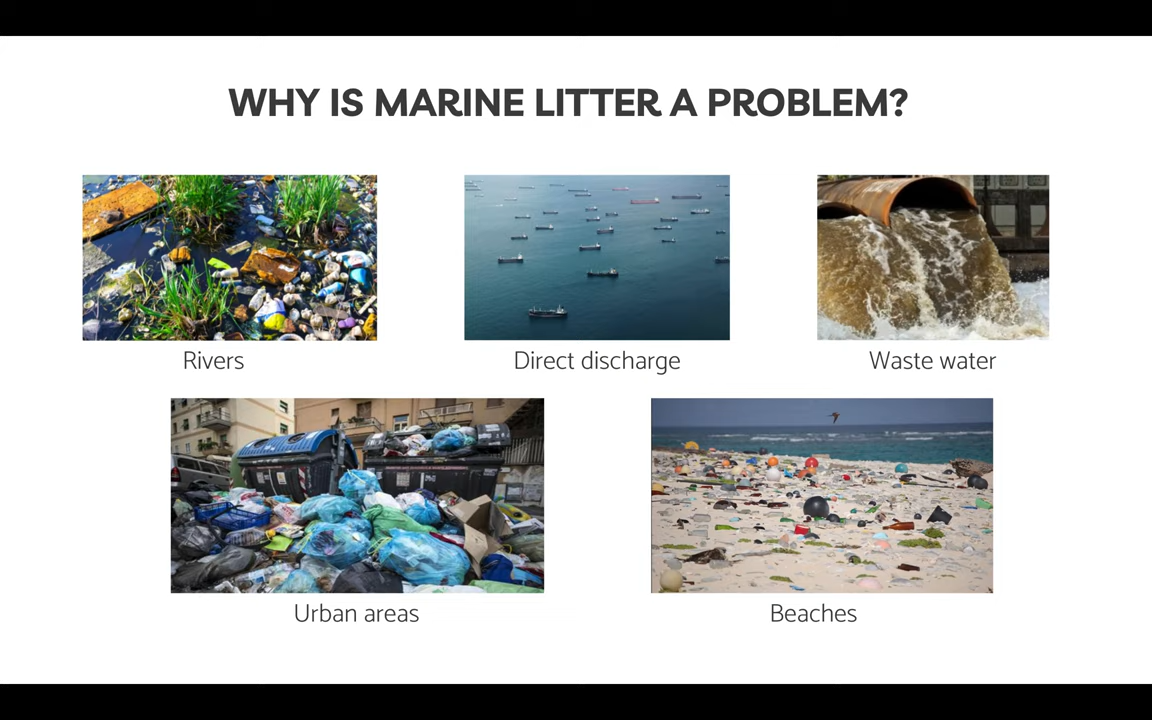 WHY IS MARINE LITTER A PROBLEM?
Rivers
Direct discharge
Waste water
Urban areas
Beaches